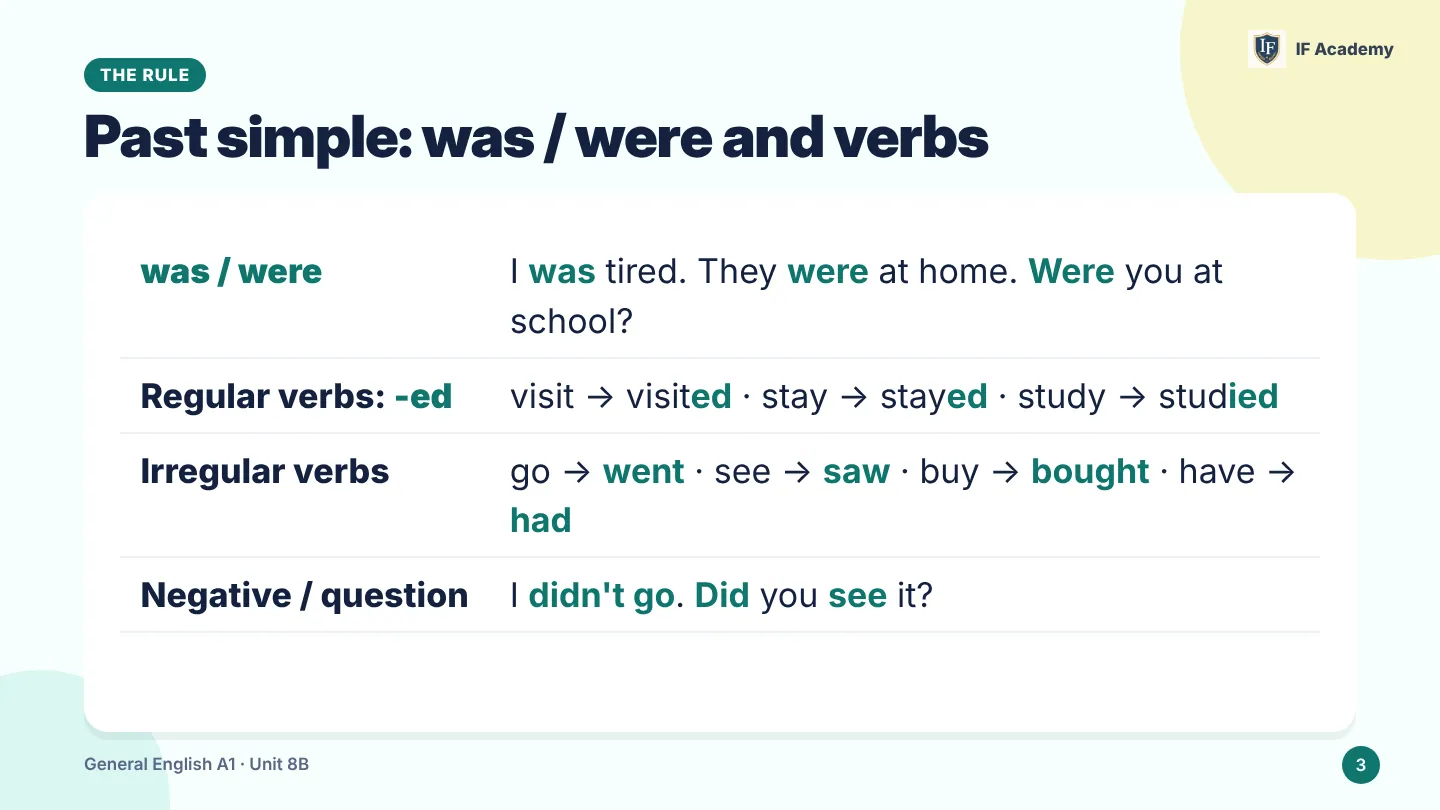 IF IF Academy
THE RULE
Past simple: was / were and verbs
was / were I was tired. They were at home. Were you at
school?
Regular verbs: -ed visit → visited · stay → stayed · study → studied
Irregular verbs go → went · see → saw · buy → bought · have →
had
Negative / question I didn't go. Did you see it?
General English A1 · Unit 8B 3